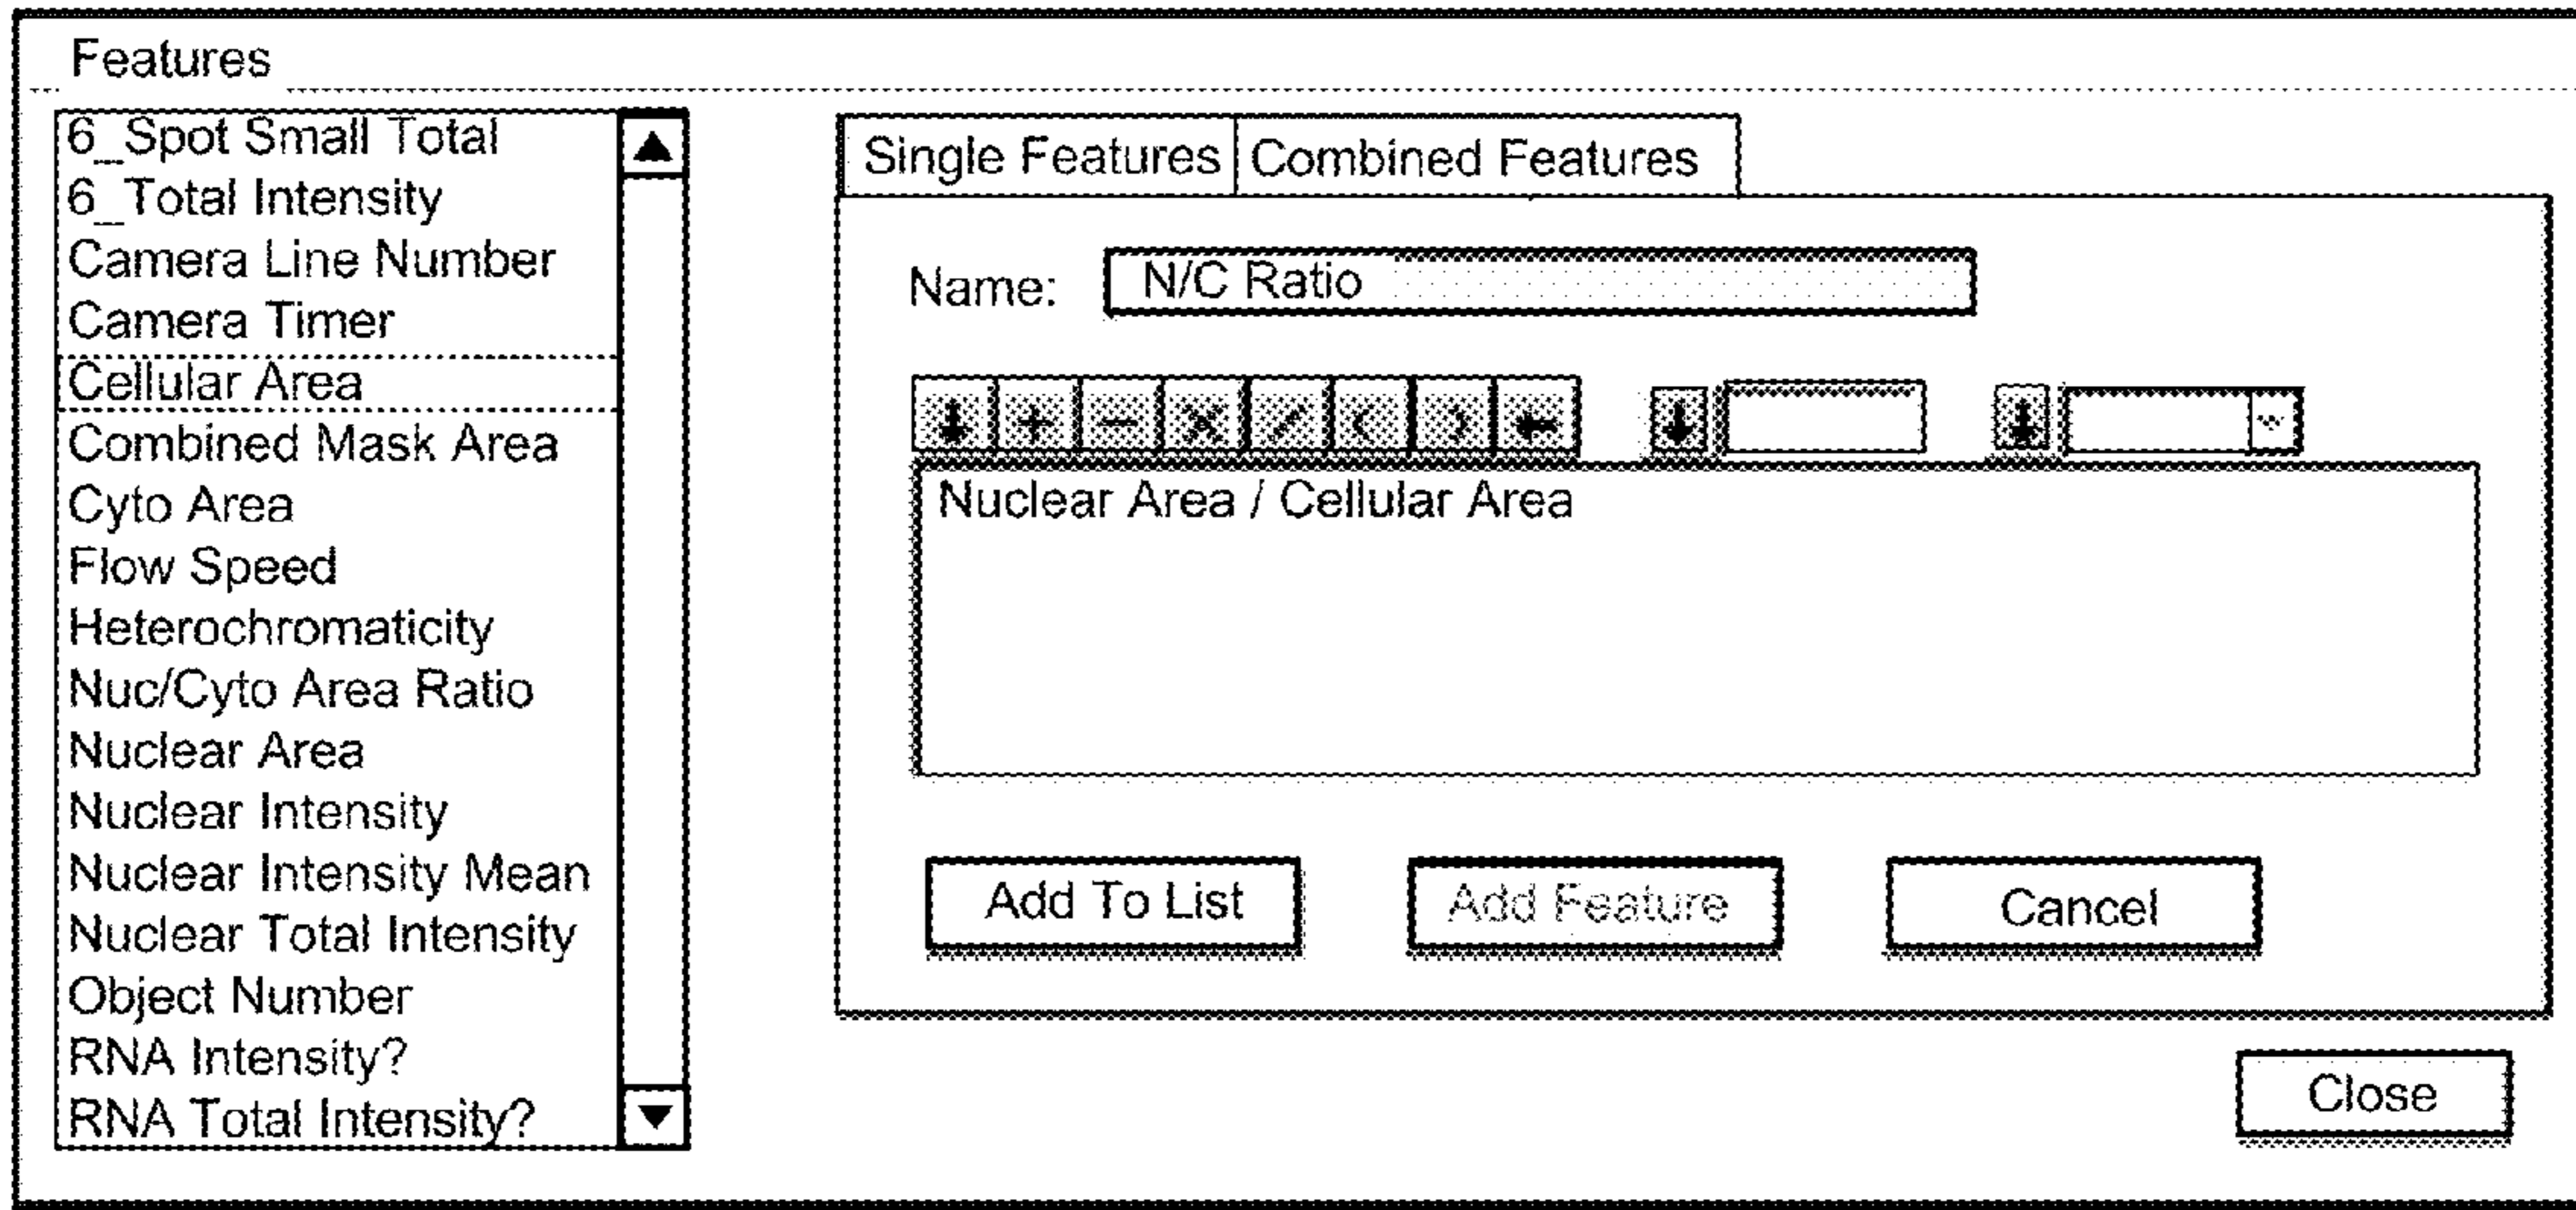 Features
6_Spot Small Total
6_Total Intensity
Camera Line Number
Camera Timer
Cellular Area
Combined Mask Area
Cyto Area
Flow Speed
Heterochromaticity
Nuc/Cyto Area Ratio
Nuclear Area
Nuclear Intensity
Nuclear Intensity Mean
Nuclear Total Intensity
Object Number
RNA Intensity?
RNA Total Intensity?
Single Features Combined Features
Name: N/C Ratio
+ − × / ( )
Nuclear Area / Cellular Area
Add To List Add Feature Cancel
Close